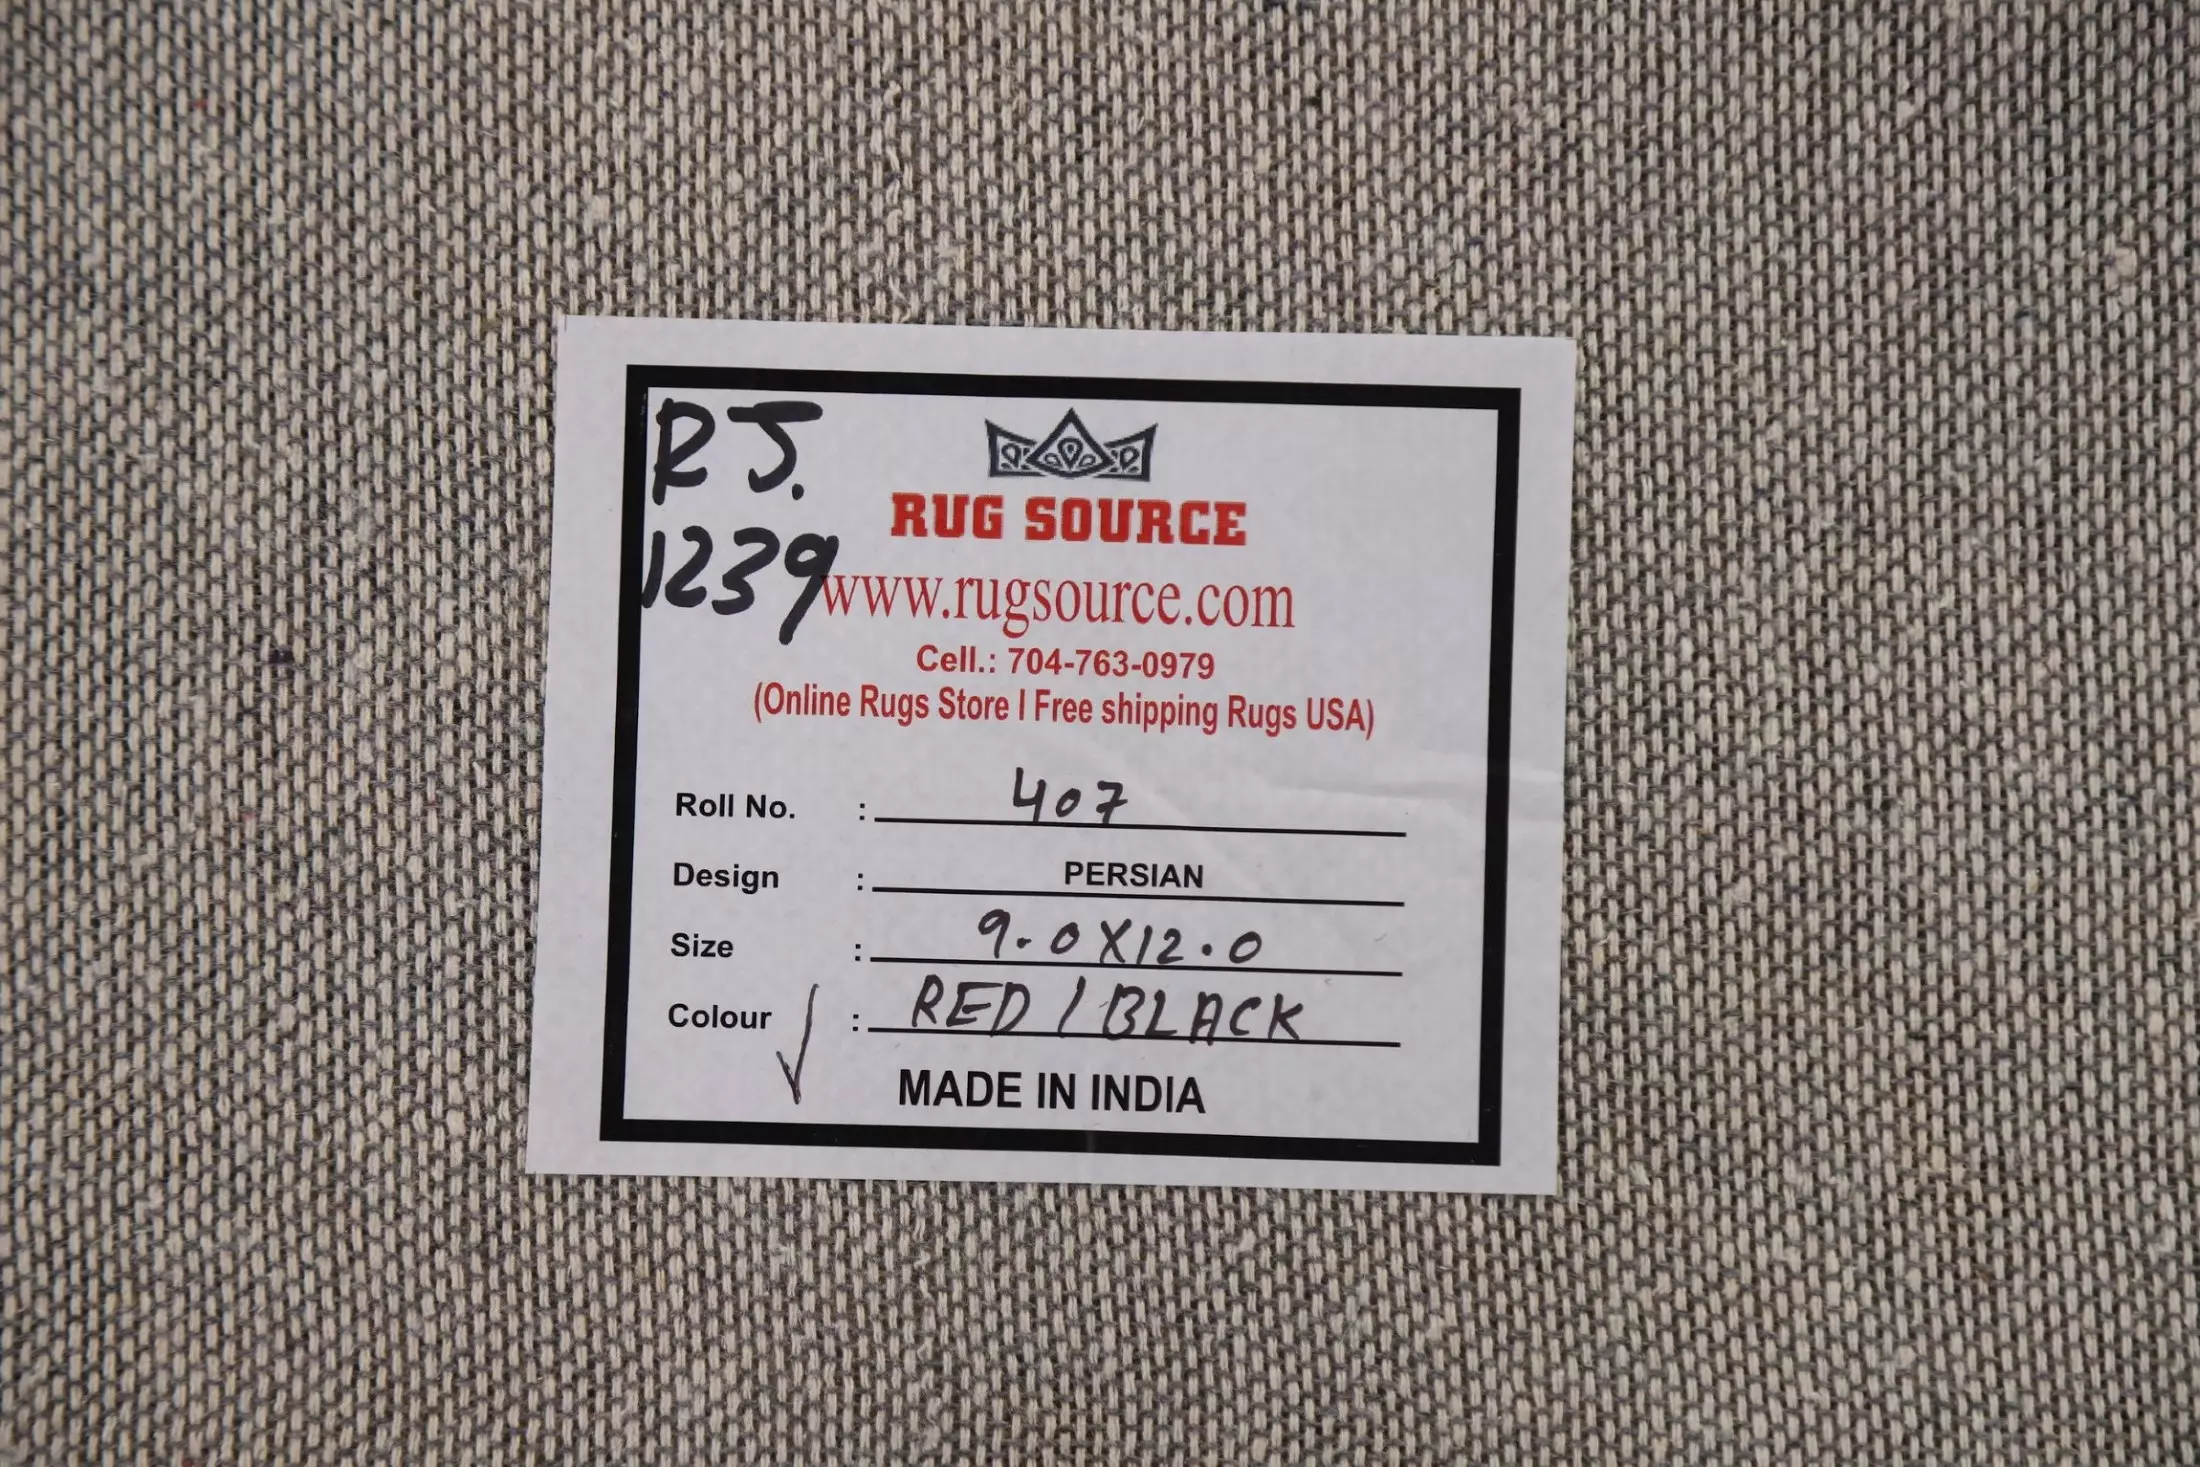 RJ.
1239
RUG SOURCE
www.rugsource.com
Cell.: 704-763-0979
(Online Rugs Store I Free shipping Rugs USA)
Roll No. : 407
Design : PERSIAN
Size : 9.0X12.0
Colour : RED / BLACK
MADE IN INDIA